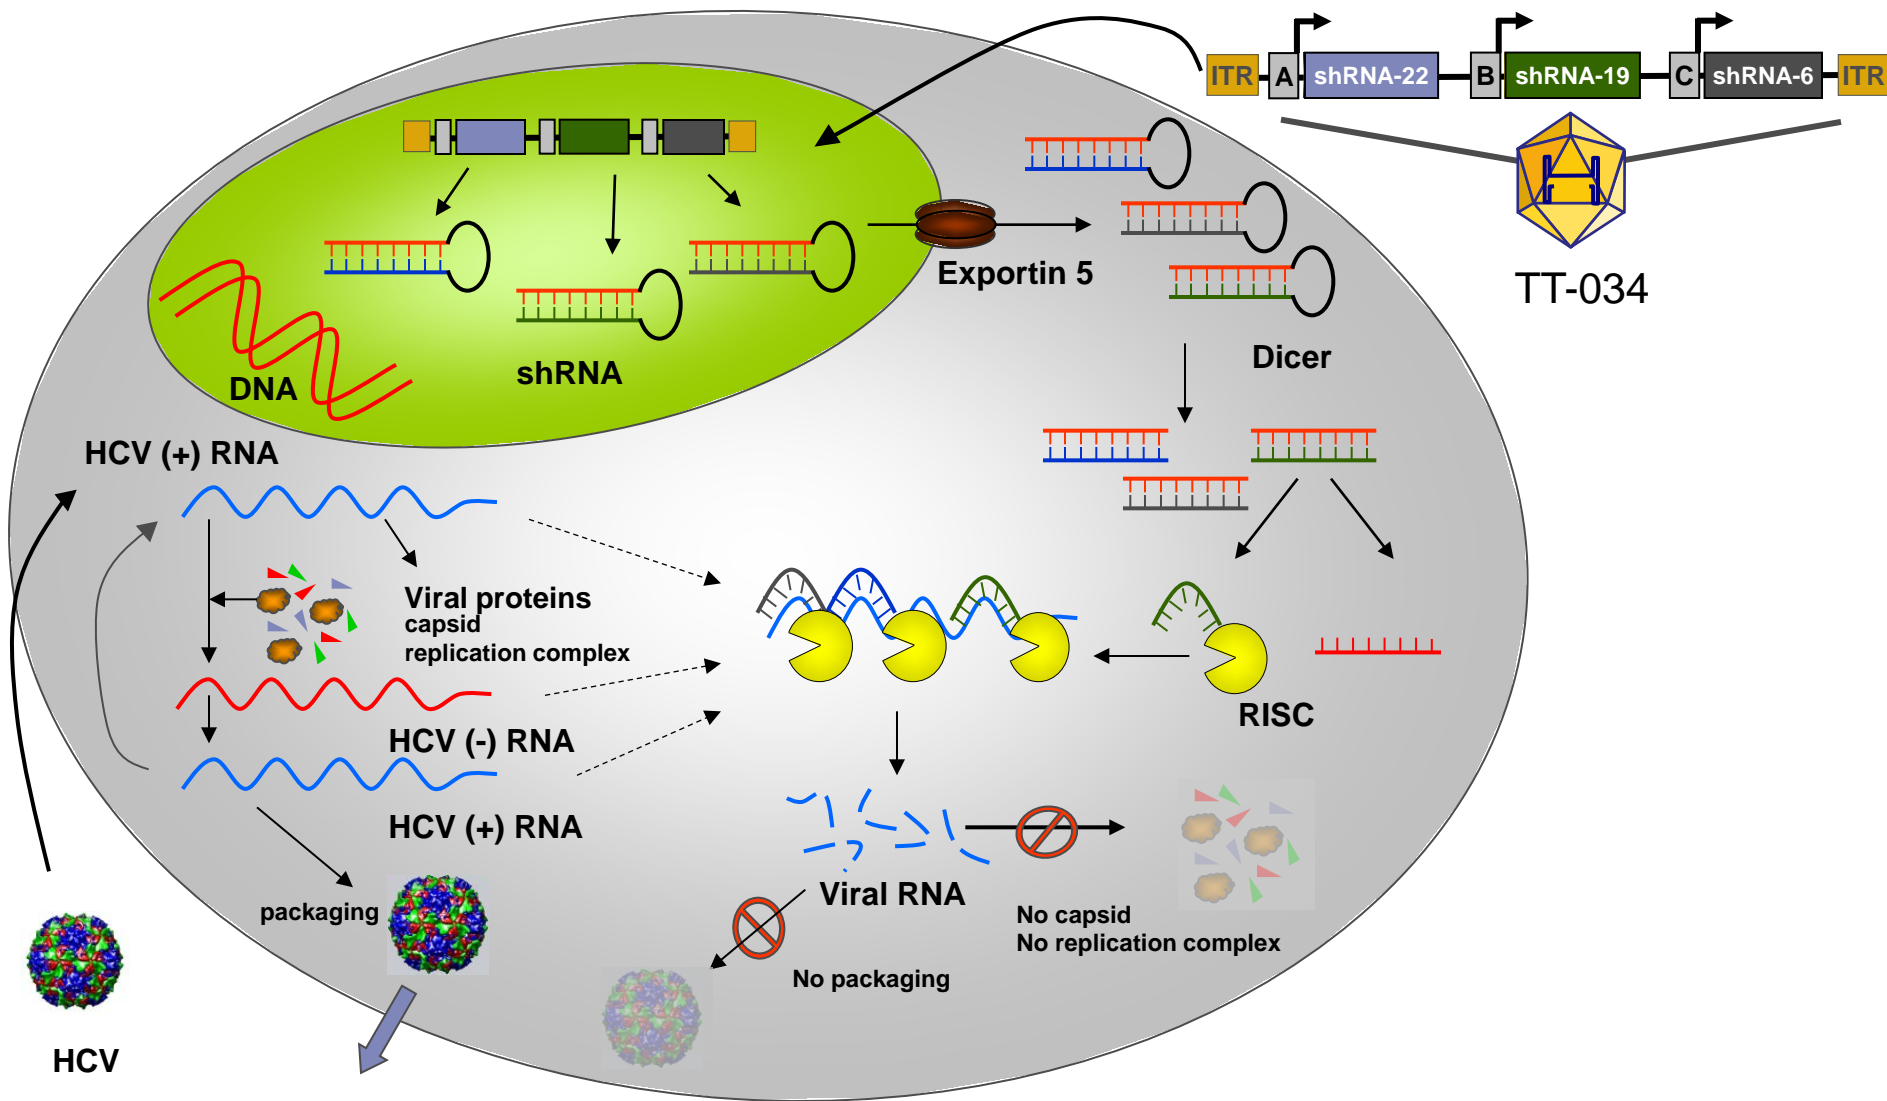 ITR A shRNA-22 B shRNA-19 C shRNA-6 ITR
TT-034
Exportin 5
Dicer
shRNA
DNA
HCV (+) RNA
Viral proteins
capsid
replication complex
HCV (-) RNA
HCV (+) RNA
RISC
packaging
Viral RNA
No capsid
No replication complex
No packaging
HCV